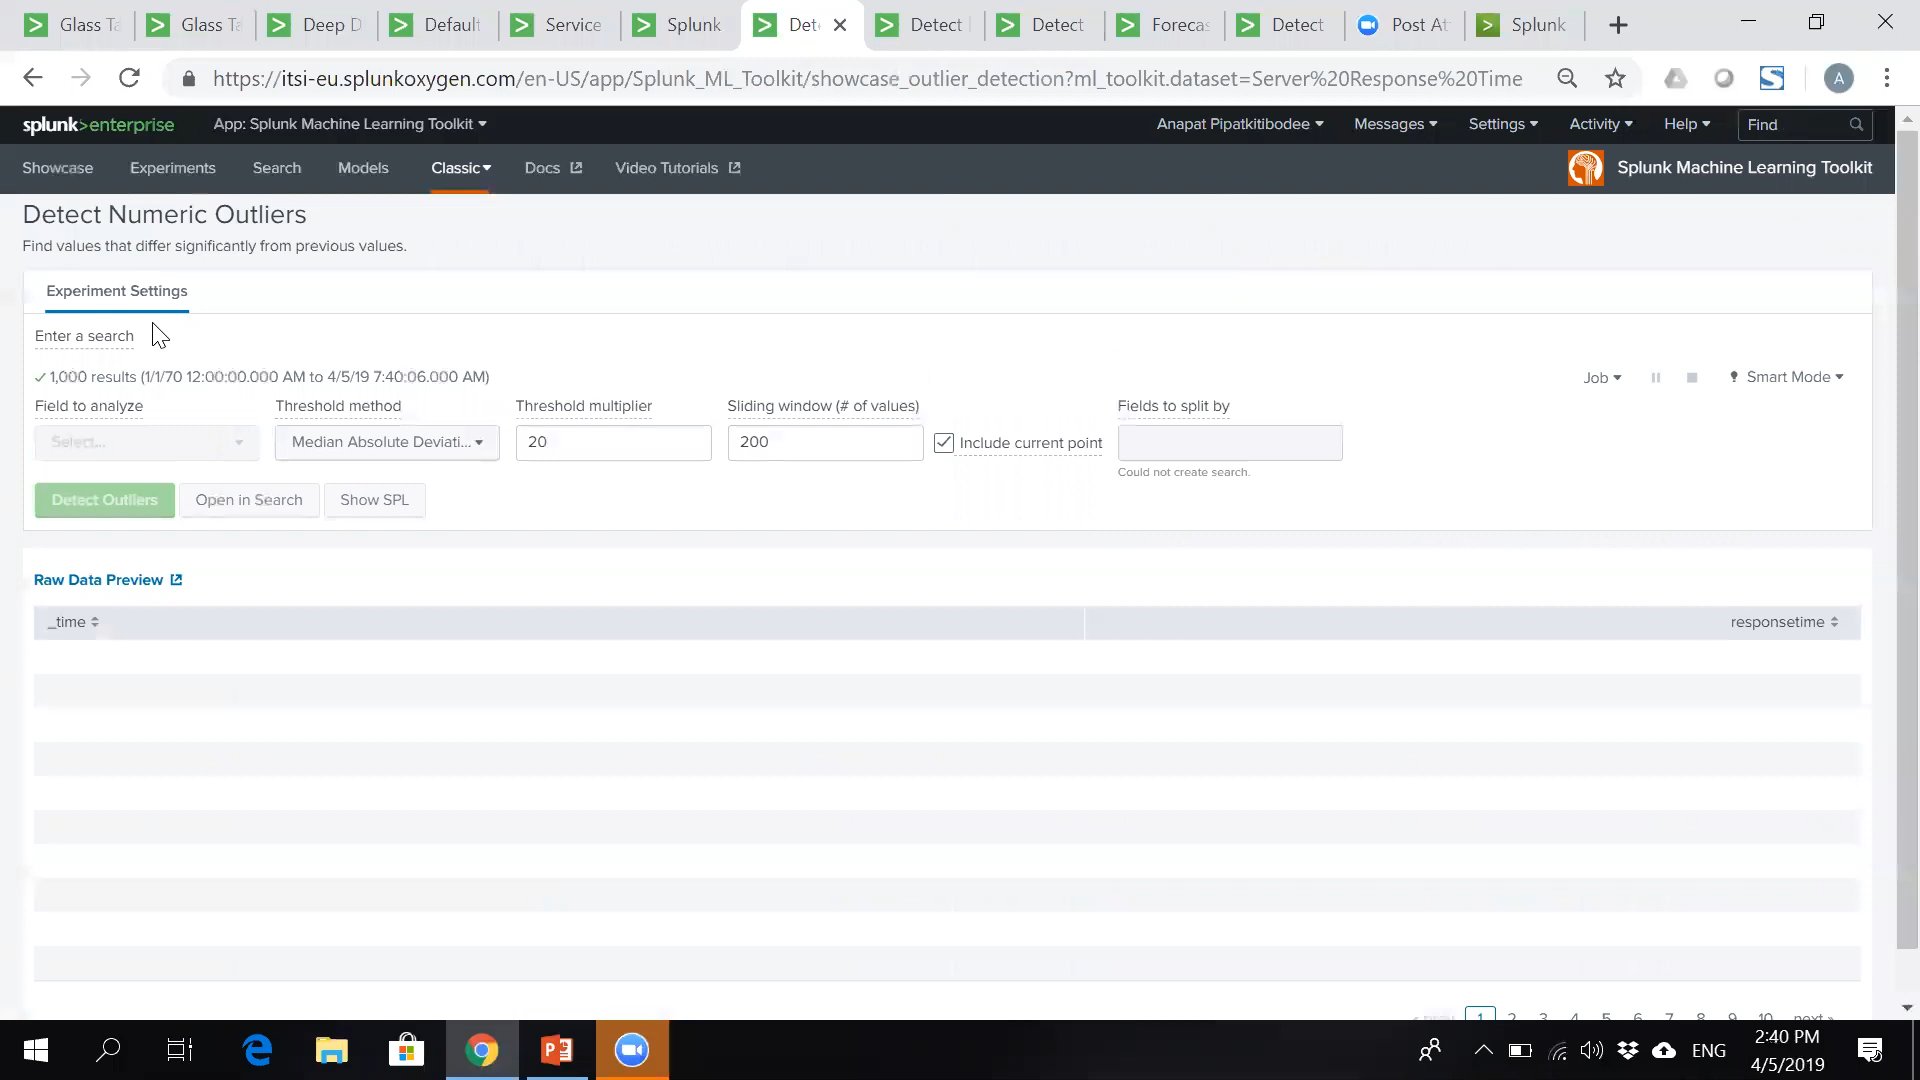 Glass Ta
Glass Ta
Deep D
Default
Service
Splunk
Dete
Detect
Detect
Forecas
Detect
Post At
Splunk
https://itsi-eu.splunkoxygen.com/en-US/app/Splunk_ML_Toolkit/showcase_outlier_detection?ml_toolkit.dataset=Server%20Response%20Time
A
splunk>enterprise
App: Splunk Machine Learning Toolkit
Anapat Pipatkitibodee
Messages
Settings
Activity
Help
Find
Showcase
Experiments
Search
Models
Classic
Docs
Video Tutorials
Splunk Machine Learning Toolkit
Detect Numeric Outliers
Find values that differ significantly from previous values.
Experiment Settings
Enter a search
1,000 results (1/1/70 12:00:00.000 AM to 4/5/19 7:40:06.000 AM)
Job
Smart Mode
Field to analyze
Threshold method
Threshold multiplier
Sliding window (# of values)
Fields to split by
Select...
Median Absolute Deviati...
20
200
Include current point
Could not create search.
Detect Outliers
Open in Search
Show SPL
Raw Data Preview
_time
responsetime
« prev 1 2 3 4 5 6 7 8 9 10 next »
ENG
2:40 PM
4/5/2019